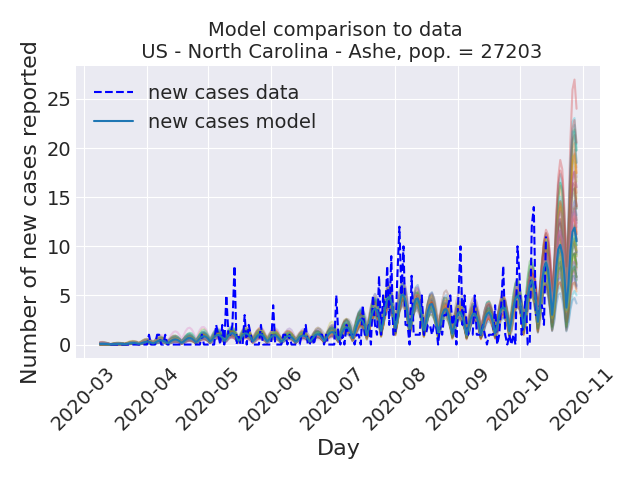 Model comparison to data
US - North Carolina - Ashe, pop. = 27203
Number of new cases reported
new cases data
new cases model
25
20
15
10
5
0
2020-03
2020-04
2020-05
2020-06
2020-07
2020-08
2020-09
2020-10
2020-11
Day